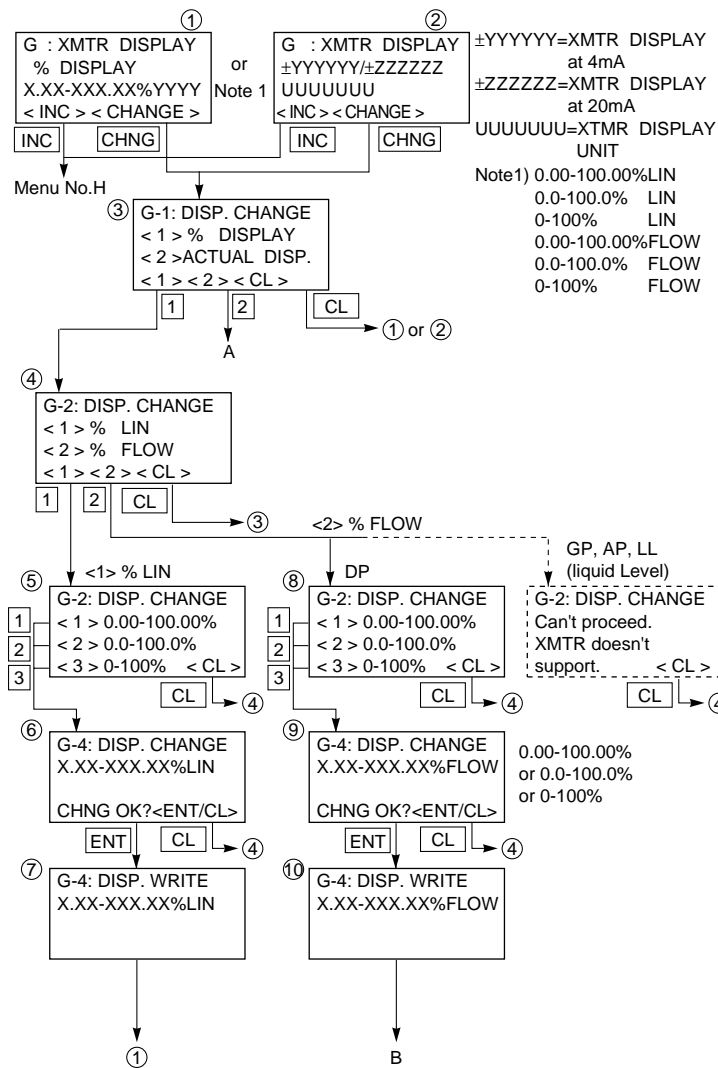 ①
G : XMTR DISPLAY
% DISPLAY
X.XX-XXX.XX%YYYY
< INC > < CHANGE >
or
Note 1
②
G : XMTR DISPLAY
±YYYYYY/±ZZZZZZ
UUUUUUU
< INC > < CHANGE >
±YYYYYY=XMTR DISPLAY
at 4mA
±ZZZZZZ=XMTR DISPLAY
at 20mA
UUUUUUU=XTMR DISPLAY
UNIT
Note1) 0.00-100.00%LIN
0.0-100.0% LIN
0-100% LIN
0.00-100.00%FLOW
0.0-100.0% FLOW
0-100% FLOW
INC CHNG INC CHNG
Menu No.H
③
G-1: DISP. CHANGE
< 1 > % DISPLAY
< 2 >ACTUAL DISP.
< 1 > < 2 > < CL >
1 2 CL
① or ②
A
④
G-2: DISP. CHANGE
< 1 > % LIN
< 2 > % FLOW
< 1 > < 2 > < CL >
1 2 CL
③
<2> % FLOW
<1> % LIN
⑤
G-2: DISP. CHANGE
< 1 > 0.00-100.00%
< 2 > 0.0-100.0%
< 3 > 0-100% < CL >
1
2
3
CL
④
DP
⑧
G-2: DISP. CHANGE
< 1 > 0.00-100.00%
< 2 > 0.0-100.0%
< 3 > 0-100% < CL >
1
2
3
CL
④
GP, AP, LL
(liquid Level)
G-2: DISP. CHANGE
Can't proceed.
XMTR doesn't
support. < CL >
CL
④
⑥
G-4: DISP. CHANGE
X.XX-XXX.XX%LIN
CHNG OK?<ENT/CL>
ENT CL
④
⑨
G-4: DISP. CHANGE
X.XX-XXX.XX%FLOW
CHNG OK?<ENT/CL>
ENT CL
④
0.00-100.00%
or 0.0-100.0%
or 0-100%
⑦
G-4: DISP. WRITE
X.XX-XXX.XX%LIN
①
⑩
G-4: DISP. WRITE
X.XX-XXX.XX%FLOW
B